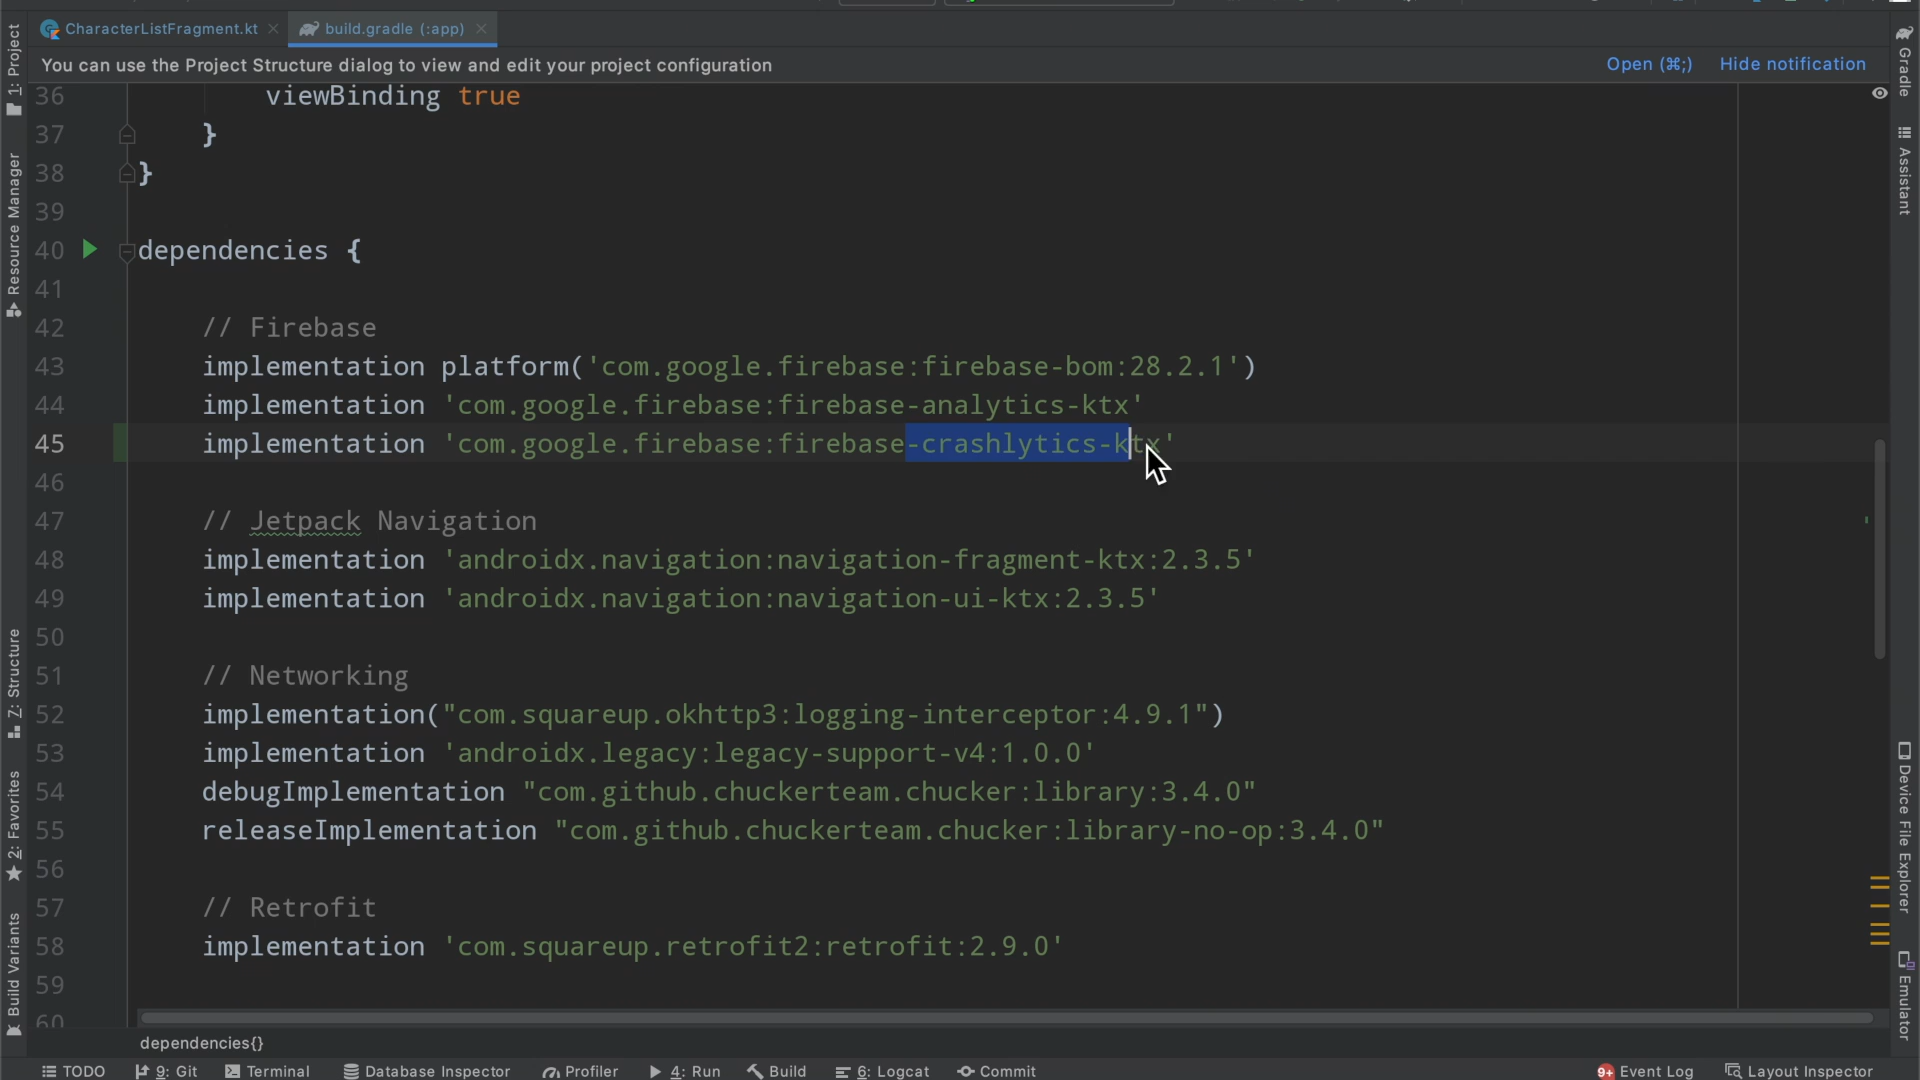 CharacterListFragment.kt
build.gradle (:app)
You can use the Project Structure dialog to view and edit your project configuration
Open (⌘;)
Hide notification
36 viewBinding true
37 }
38 }
39
40 dependencies {
41
42 // Firebase
43 implementation platform('com.google.firebase:firebase-bom:28.2.1')
44 implementation 'com.google.firebase:firebase-analytics-ktx'
45 implementation 'com.google.firebase:firebase-crashlytics-ktx'
46
47 // Jetpack Navigation
48 implementation 'androidx.navigation:navigation-fragment-ktx:2.3.5'
49 implementation 'androidx.navigation:navigation-ui-ktx:2.3.5'
50
51 // Networking
52 implementation("com.squareup.okhttp3:logging-interceptor:4.9.1")
53 implementation 'androidx.legacy:legacy-support-v4:1.0.0'
54 debugImplementation "com.github.chuckerteam.chucker:library:3.4.0"
55 releaseImplementation "com.github.chuckerteam.chucker:library-no-op:3.4.0"
56
57 // Retrofit
58 implementation 'com.squareup.retrofit2:retrofit:2.9.0'
59
60
dependencies{}
1: Project
Resource Manager
Z: Structure
2: Favorites
Build Variants
Gradle
Assistant
Device File Explorer
Emulator
TODO
9: Git
Terminal
Database Inspector
Profiler
4: Run
Build
6: Logcat
Commit
9+ Event Log
Layout Inspector